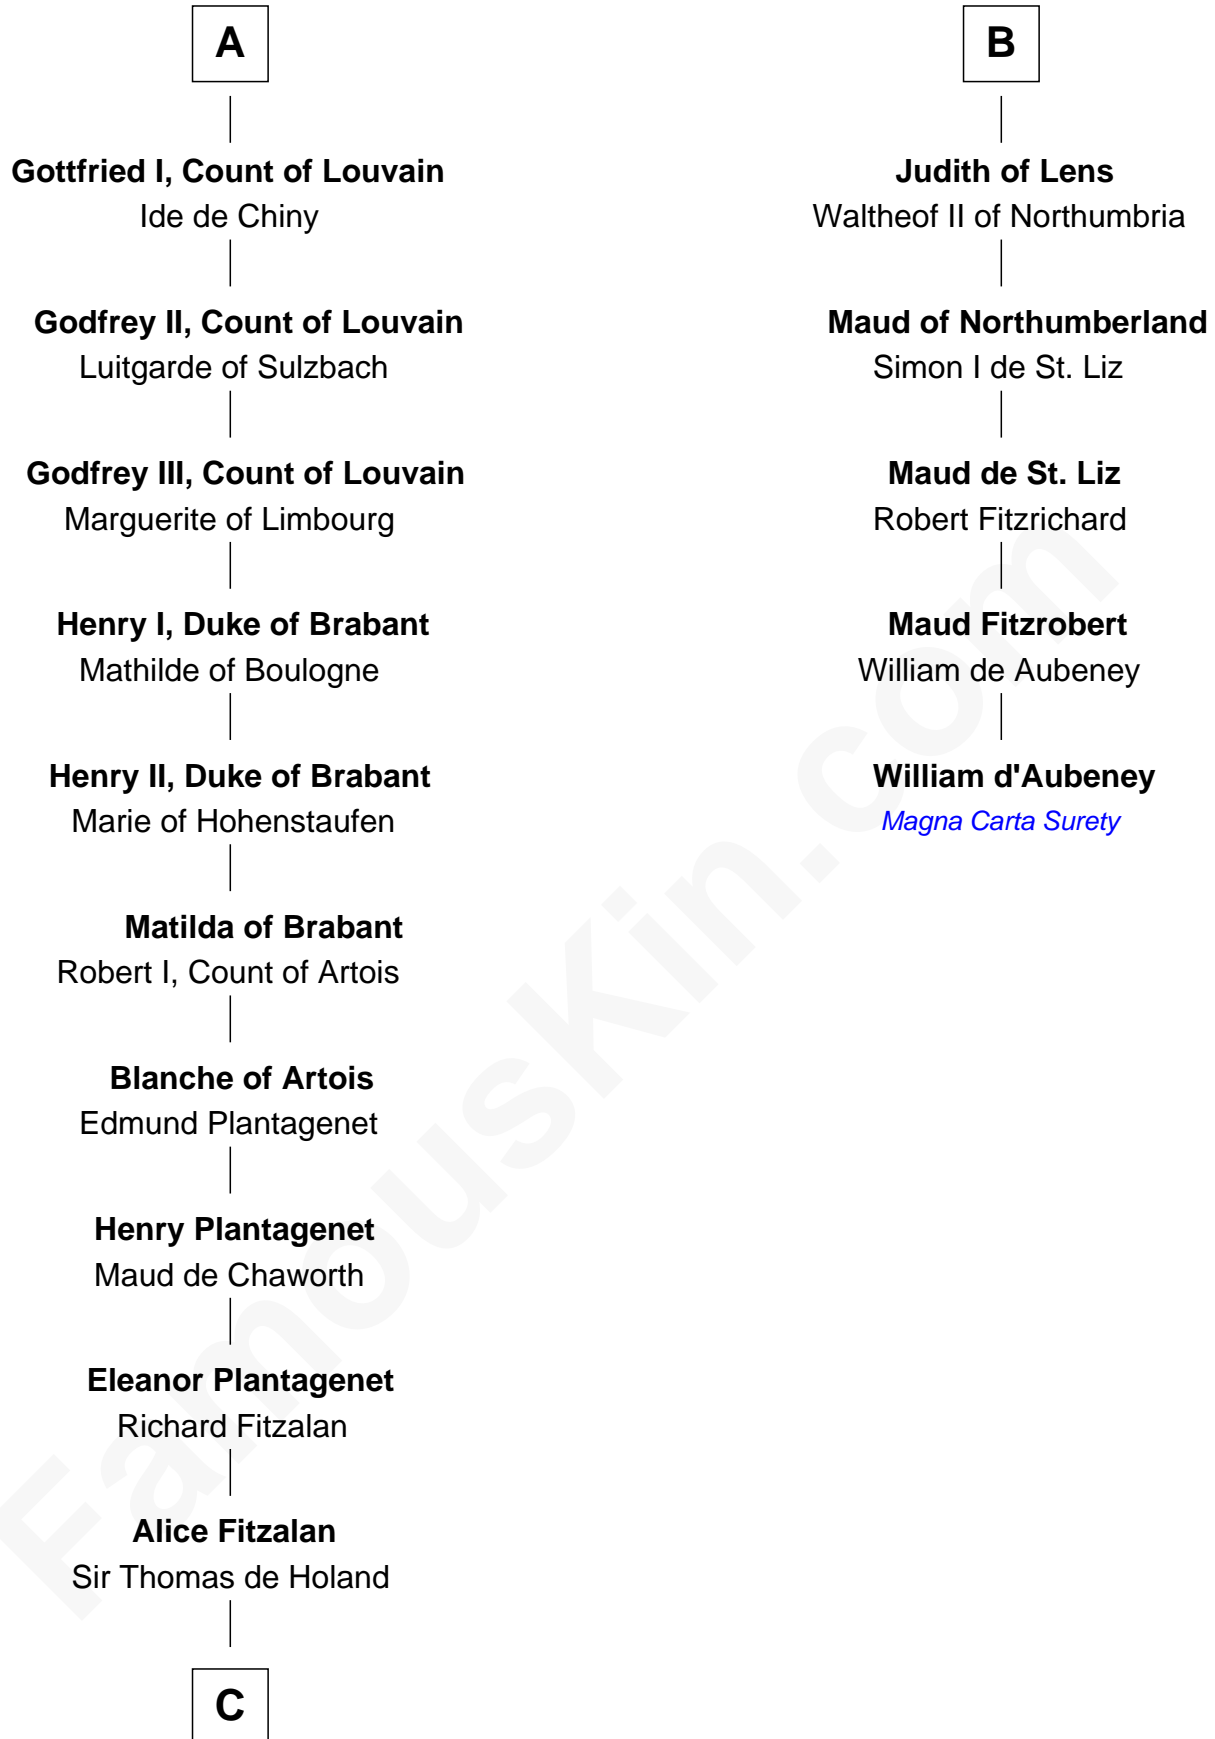 A
Gottfried I, Count of Louvain
Ide de Chiny
Godfrey II, Count of Louvain
Luitgarde of Sulzbach
Godfrey III, Count of Louvain
Marguerite of Limbourg
Henry I, Duke of Brabant
Mathilde of Boulogne
Henry II, Duke of Brabant
Marie of Hohenstaufen
Matilda of Brabant
Robert I, Count of Artois
Blanche of Artois
Edmund Plantagenet
Henry Plantagenet
Maud de Chaworth
Eleanor Plantagenet
Richard Fitzalan
Alice Fitzalan
Sir Thomas de Holand
C
B
Judith of Lens
Waltheof II of Northumbria
Maud of Northumberland
Simon I de St. Liz
Maud de St. Liz
Robert Fitzrichard
Maud Fitzrobert
William de Aubeney
William d'Aubeney
Magna Carta Surety
FamousKin.com